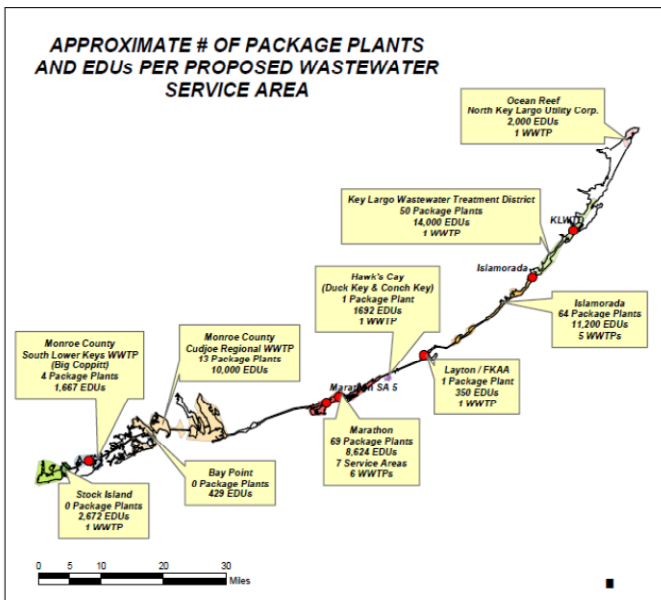 APPROXIMATE # OF PACKAGE PLANTS
AND EDUs PER PROPOSED WASTEWATER
SERVICE AREA
Ocean Reef
North Key Largo Utility Corp.
2,000 EDUs
1 WWTP
Key Largo Wastewater Treatment District
50 Package Plants
14,000 EDUs
1 WWTP
KLWTD
Islamorada
Hawk's Cay
(Duck Key & Conch Key)
1 Package Plant
1692 EDUs
1 WWTP
Islamorada
64 Package Plants
11,200 EDUs
5 WWTPs
Monroe County
South Lower Keys WWTP
(Big Coppitt)
4 Package Plants
1,667 EDUs
Monroe County
Cudjoe Regional WWTP
13 Package Plants
10,000 EDUs
Layton / FKAA
1 Package Plant
350 EDUs
1 WWTP
Marathon SA 5
Marathon
69 Package Plants
8,624 EDUs
7 Service Areas
6 WWTPs
Bay Point
0 Package Plants
429 EDUs
Stock Island
0 Package Plants
2,672 EDUs
1 WWTP
0 5 10 20 30
Miles